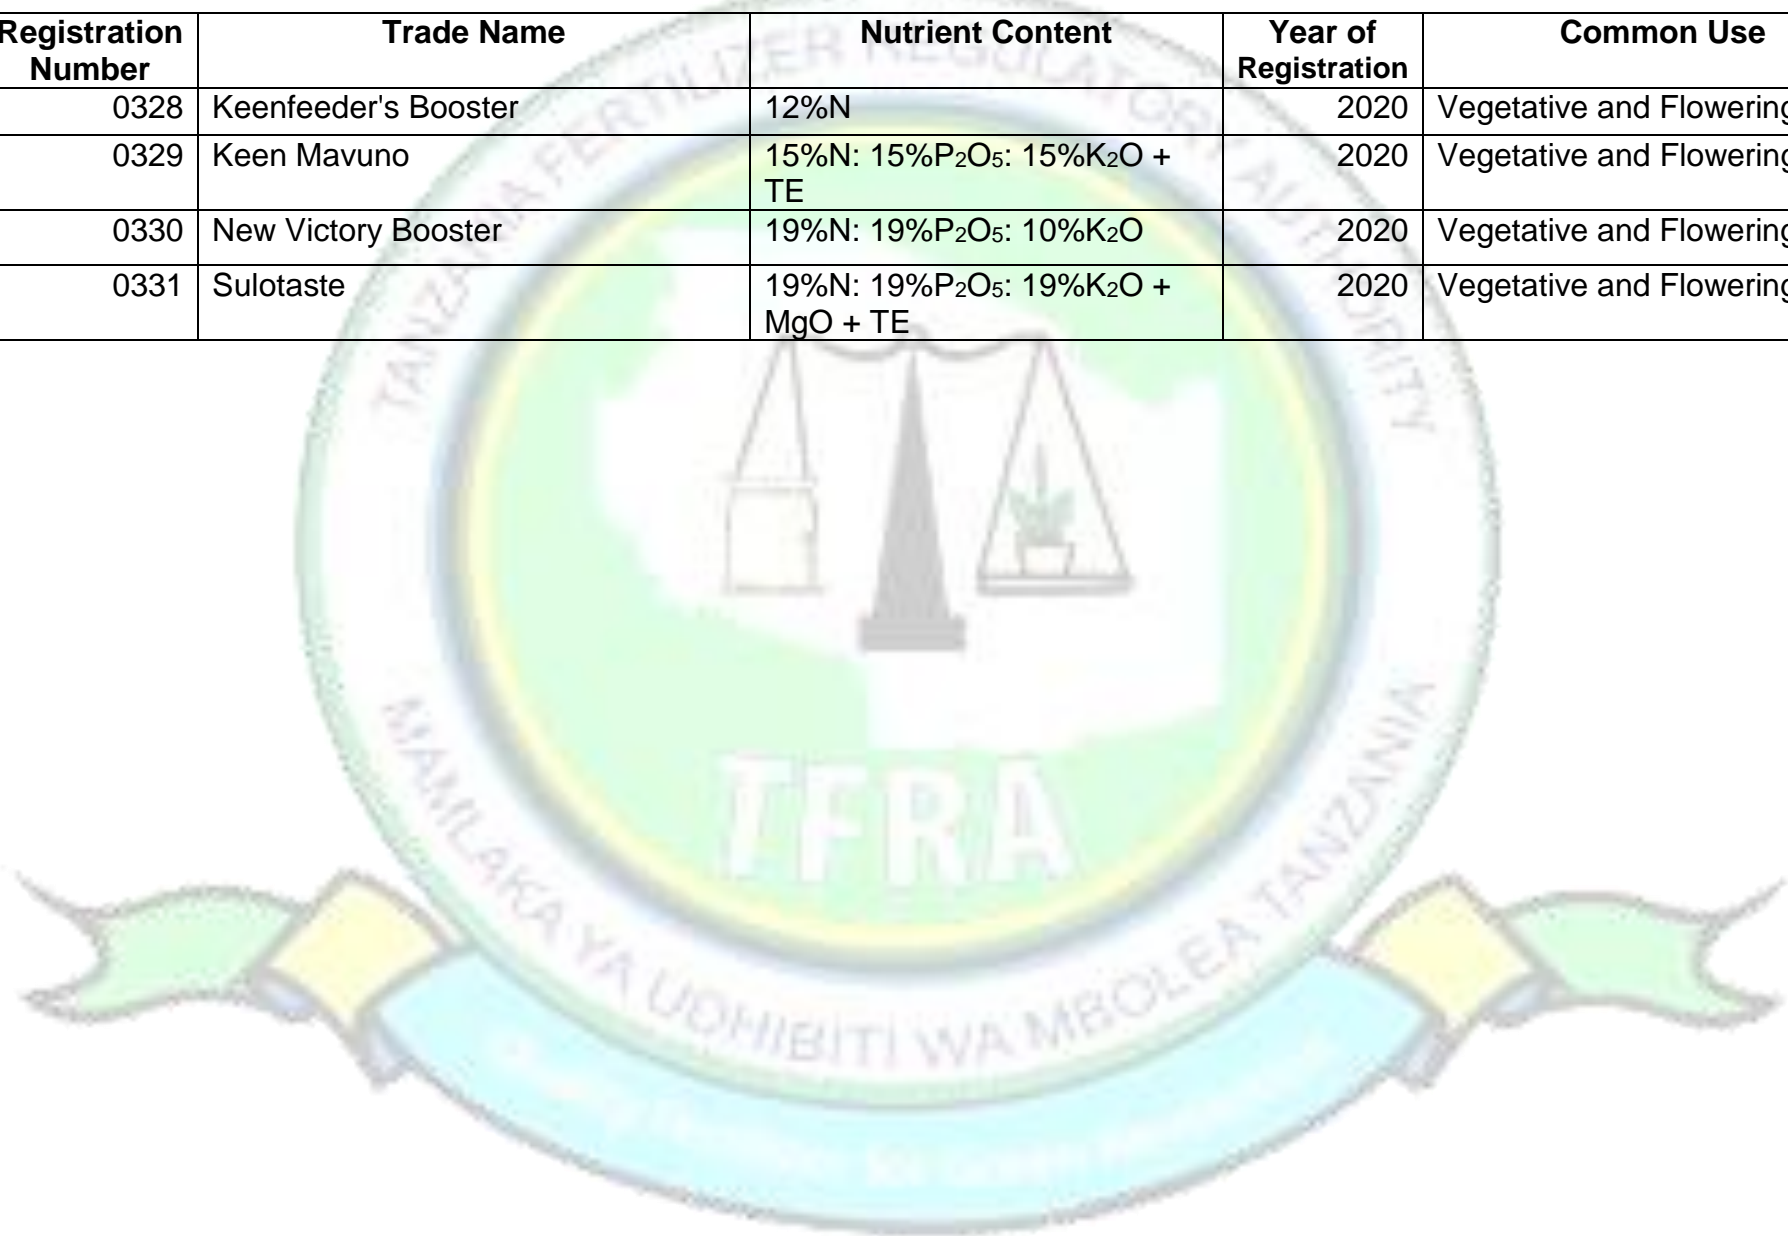 Registration Number Trade Name Nutrient Content Year of Registration Common Use
0328 Keenfeeder's Booster 12%N 2020 Vegetative and Flowering
0329 Keen Mavuno 15%N: 15%P₂O₅: 15%K₂O + TE 2020 Vegetative and Flowering
0330 New Victory Booster 19%N: 19%P₂O₅: 10%K₂O 2020 Vegetative and Flowering
0331 Sulotaste 19%N: 19%P₂O₅: 19%K₂O + MgO + TE 2020 Vegetative and Flowering
TANZANIA FERTILIZER REGULATORY AUTHORITY
TFRA
MAMLAKA YA UDHIBITI WA MBOLEA TANZANIA